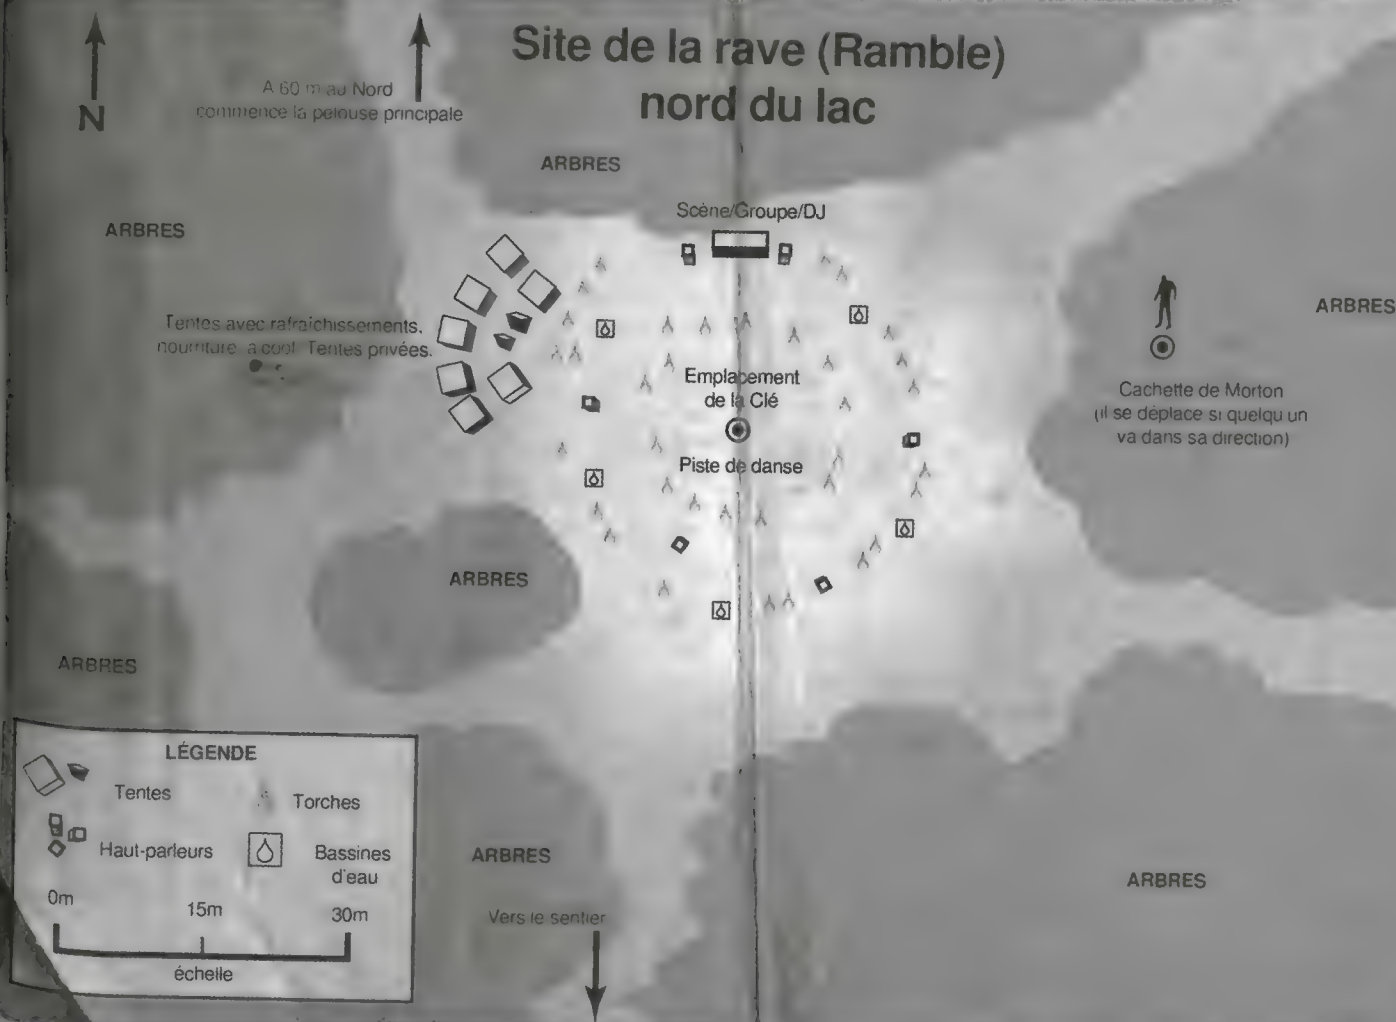 Site de la rave (Ramble)
nord du lac
N
A 60 m au Nord
commence la pelouse principale
ARBRES
ARBRES
Scène/Groupe/DJ
ARBRES
Tentes avec rafraîchissements,
nourriture, alcool. Tentes privées.
Emplacement
de la Clé
Piste de danse
Cachette de Morton
(il se déplace si quelqu'un
va dans sa direction)
ARBRES
ARBRES
LÉGENDE
Tentes
Torches
Haut-parleurs
Bassines
d'eau
0m
15m
30m
échelle
ARBRES
ARBRES
Vers le sentier